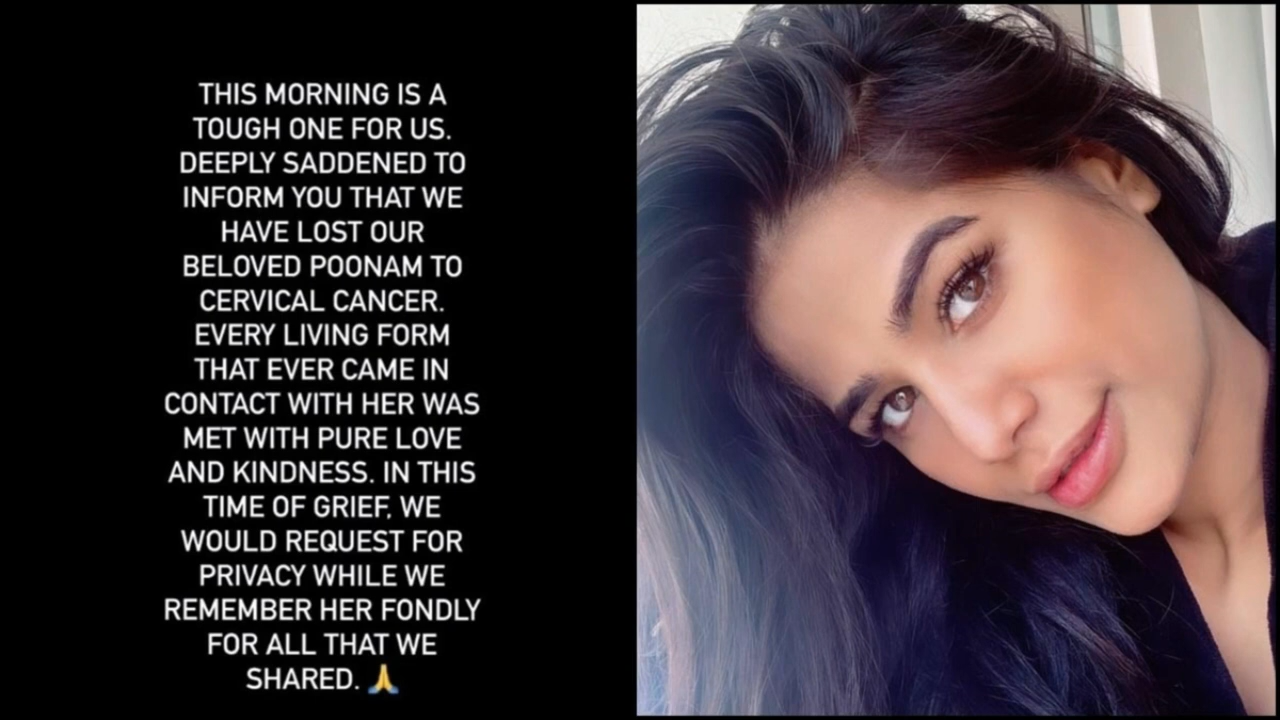 THIS MORNING IS A
TOUGH ONE FOR US.
DEEPLY SADDENED TO
INFORM YOU THAT WE
HAVE LOST OUR
BELOVED POONAM TO
CERVICAL CANCER.
EVERY LIVING FORM
THAT EVER CAME IN
CONTACT WITH HER WAS
MET WITH PURE LOVE
AND KINDNESS. IN THIS
TIME OF GRIEF, WE
WOULD REQUEST FOR
PRIVACY WHILE WE
REMEMBER HER FONDLY
FOR ALL THAT WE
SHARED. 🙏